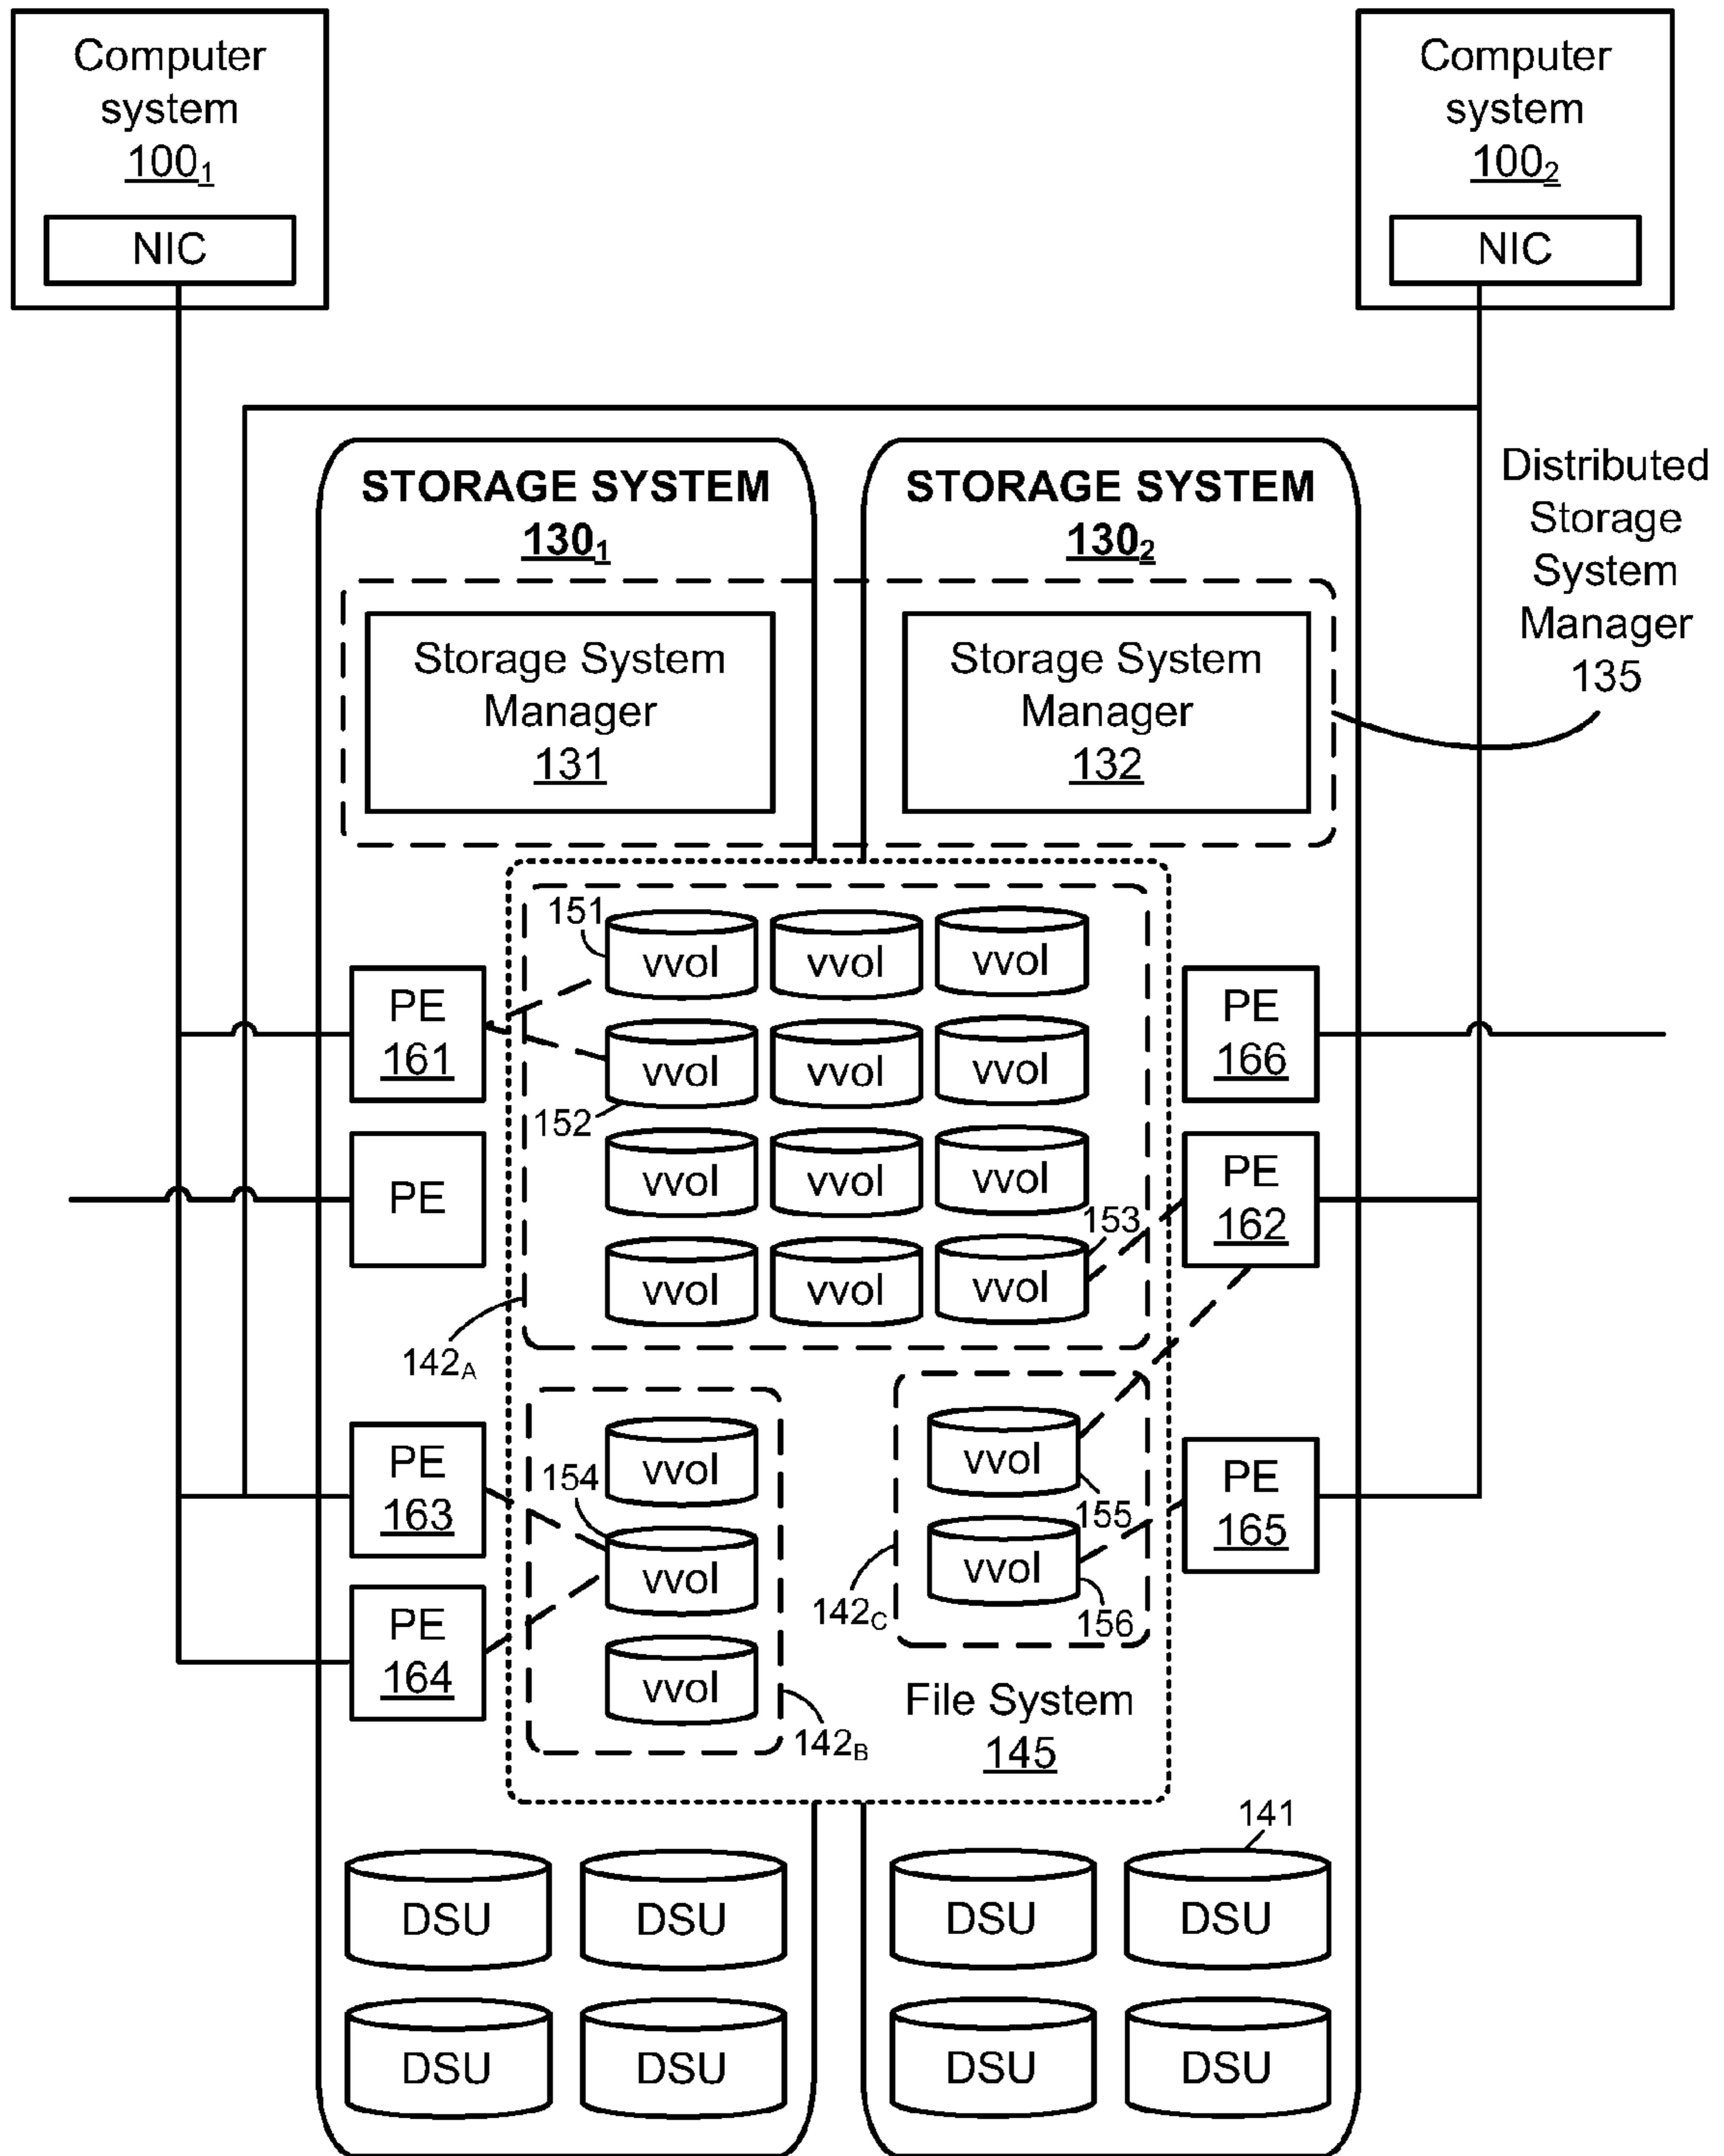 Computer
system
100₁
NIC
Computer
system
100₂
NIC
STORAGE SYSTEM
130₁
STORAGE SYSTEM
130₂
Distributed
Storage
System
Manager
135
Storage System
Manager
131
Storage System
Manager
132
151
vvol
vvol
vvol
PE
161
PE
166
vvol
vvol
vvol
152
PE
vvol
vvol
vvol
PE
162
153
vvol
vvol
vvol
142A
PE
163
vvol
vvol
155
PE
165
154
vvol
vvol
156
142C
PE
164
vvol
142B
File System
145
141
DSU
DSU
DSU
DSU
DSU
DSU
DSU
DSU